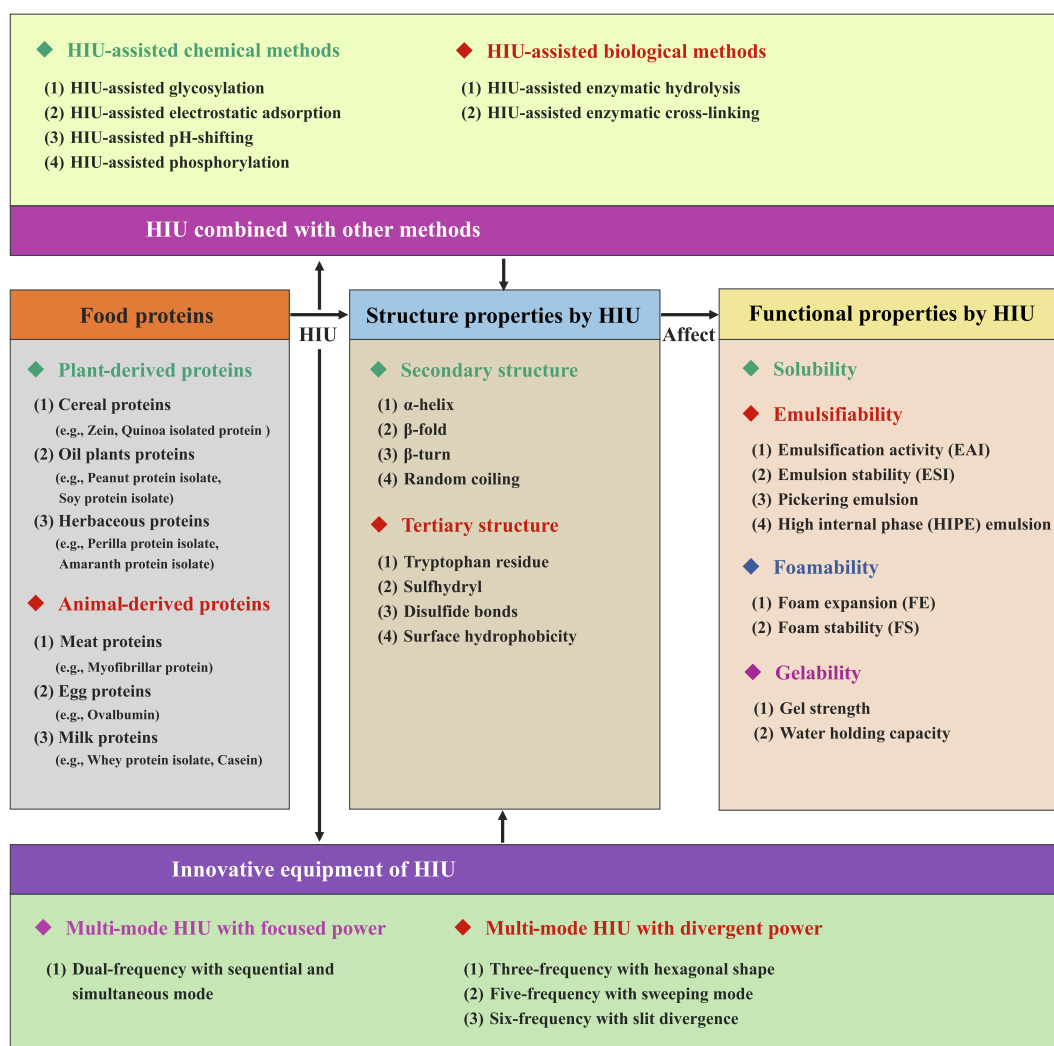 HIU-assisted chemical methods
(1) HIU-assisted glycosylation
(2) HIU-assisted electrostatic adsorption
(3) HIU-assisted pH-shifting
(4) HIU-assisted phosphorylation
HIU-assisted biological methods
(1) HIU-assisted enzymatic hydrolysis
(2) HIU-assisted enzymatic cross-linking
HIU combined with other methods
Food proteins
Plant-derived proteins
(1) Cereal proteins
(e.g., Zein, Quinoa isolated protein )
(2) Oil plants proteins
(e.g., Peanut protein isolate,
Soy protein isolate)
(3) Herbaceous proteins
(e.g., Perilla protein isolate,
Amaranth protein isolate)
Animal-derived proteins
(1) Meat proteins
(e.g., Myofibrillar protein)
(2) Egg proteins
(e.g., Ovalbumin)
(3) Milk proteins
(e.g., Whey protein isolate, Casein)
HIU
Structure properties by HIU
Secondary structure
(1) α-helix
(2) β-fold
(3) β-turn
(4) Random coiling
Tertiary structure
(1) Tryptophan residue
(2) Sulfhydryl
(3) Disulfide bonds
(4) Surface hydrophobicity
Affect
Functional properties by HIU
Solubility
Emulsifiability
(1) Emulsification activity (EAI)
(2) Emulsion stability (ESI)
(3) Pickering emulsion
(4) High internal phase (HIPE) emulsion
Foamability
(1) Foam expansion (FE)
(2) Foam stability (FS)
Gelability
(1) Gel strength
(2) Water holding capacity
Innovative equipment of HIU
Multi-mode HIU with focused power
(1) Dual-frequency with sequential and
simultaneous mode
Multi-mode HIU with divergent power
(1) Three-frequency with hexagonal shape
(2) Five-frequency with sweeping mode
(3) Six-frequency with slit divergence